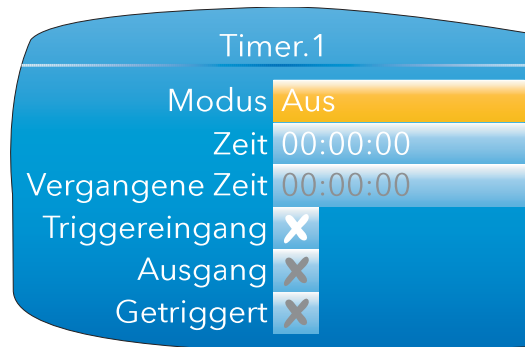 Timer.1
Modus Aus
Zeit 00:00:00
Vergangene Zeit 00:00:00
Triggereingang
Ausgang
Getriggert